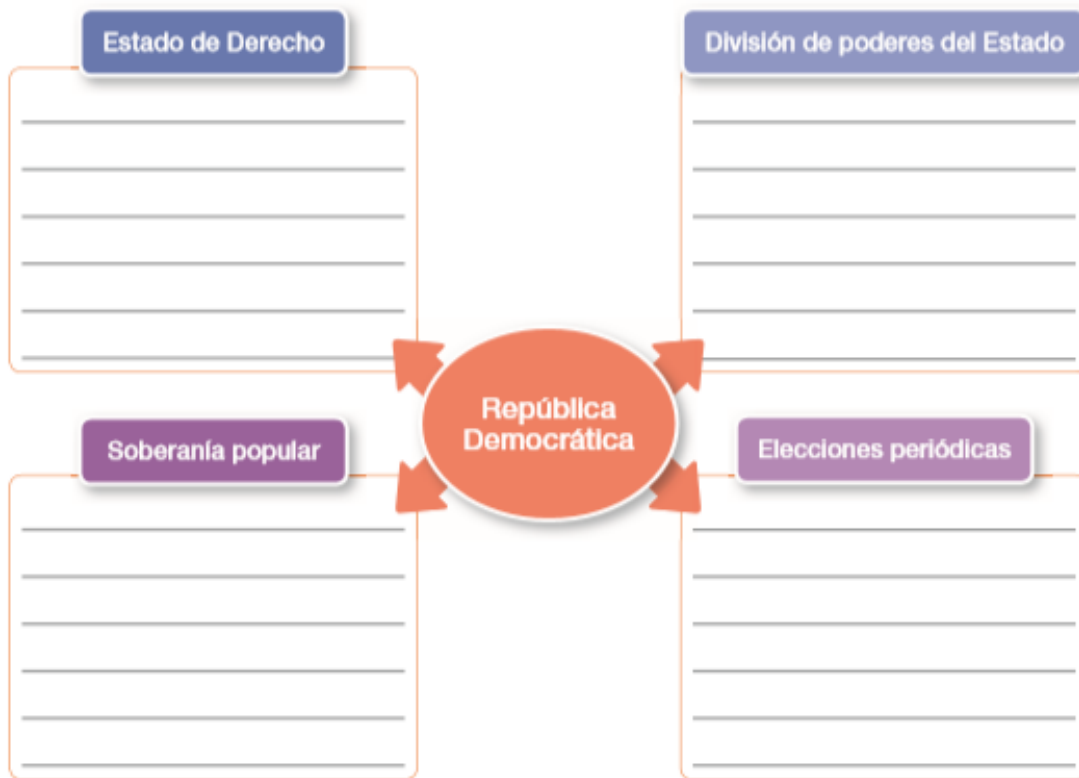 Estado de Derecho
División de poderes del Estado
República
Democrática
Soberanía popular
Elecciones periódicas